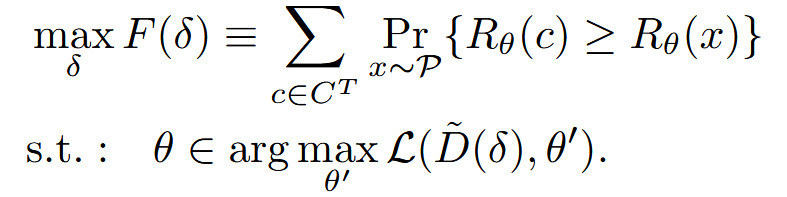 max_δ F(δ) ≡ ∑_{c∈C^T} Pr_{x∼𝒫} {R_θ(c) ≥ R_θ(x)}
s.t. : θ ∈ arg max_{θ′} 𝓛(D̃(δ), θ′).